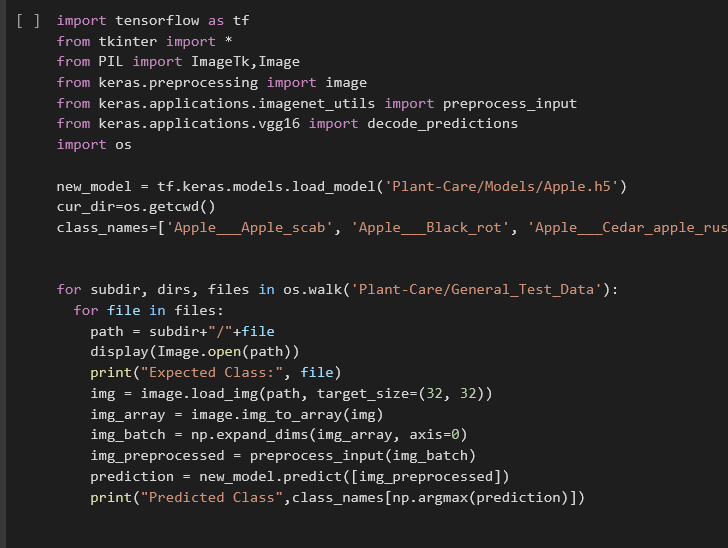 [ ] import tensorflow as tf
from tkinter import *
from PIL import ImageTk,Image
from keras.preprocessing import image
from keras.applications.imagenet_utils import preprocess_input
from keras.applications.vgg16 import decode_predictions
import os
new_model = tf.keras.models.load_model('Plant-Care/Models/Apple.h5')
cur_dir=os.getcwd()
class_names=['Apple___Apple_scab', 'Apple___Black_rot', 'Apple___Cedar_apple_rus
for subdir, dirs, files in os.walk('Plant-Care/General_Test_Data'):
for file in files:
path = subdir+"/"+file
display(Image.open(path))
print("Expected Class:", file)
img = image.load_img(path, target_size=(32, 32))
img_array = image.img_to_array(img)
img_batch = np.expand_dims(img_array, axis=0)
img_preprocessed = preprocess_input(img_batch)
prediction = new_model.predict([img_preprocessed])
print("Predicted Class",class_names[np.argmax(prediction)])